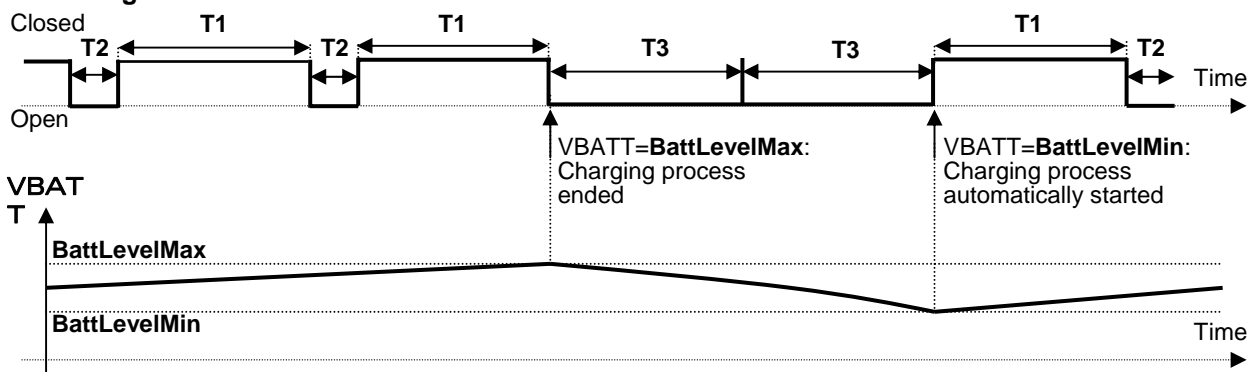 Closed
T2
T1
T2
T1
T3
T3
T1
T2
Time
Open
VBATT=BattLevelMax:
Charging process
ended
VBATT=BattLevelMin:
Charging process
automatically started
VBAT
T
BattLevelMax
BattLevelMin
Time